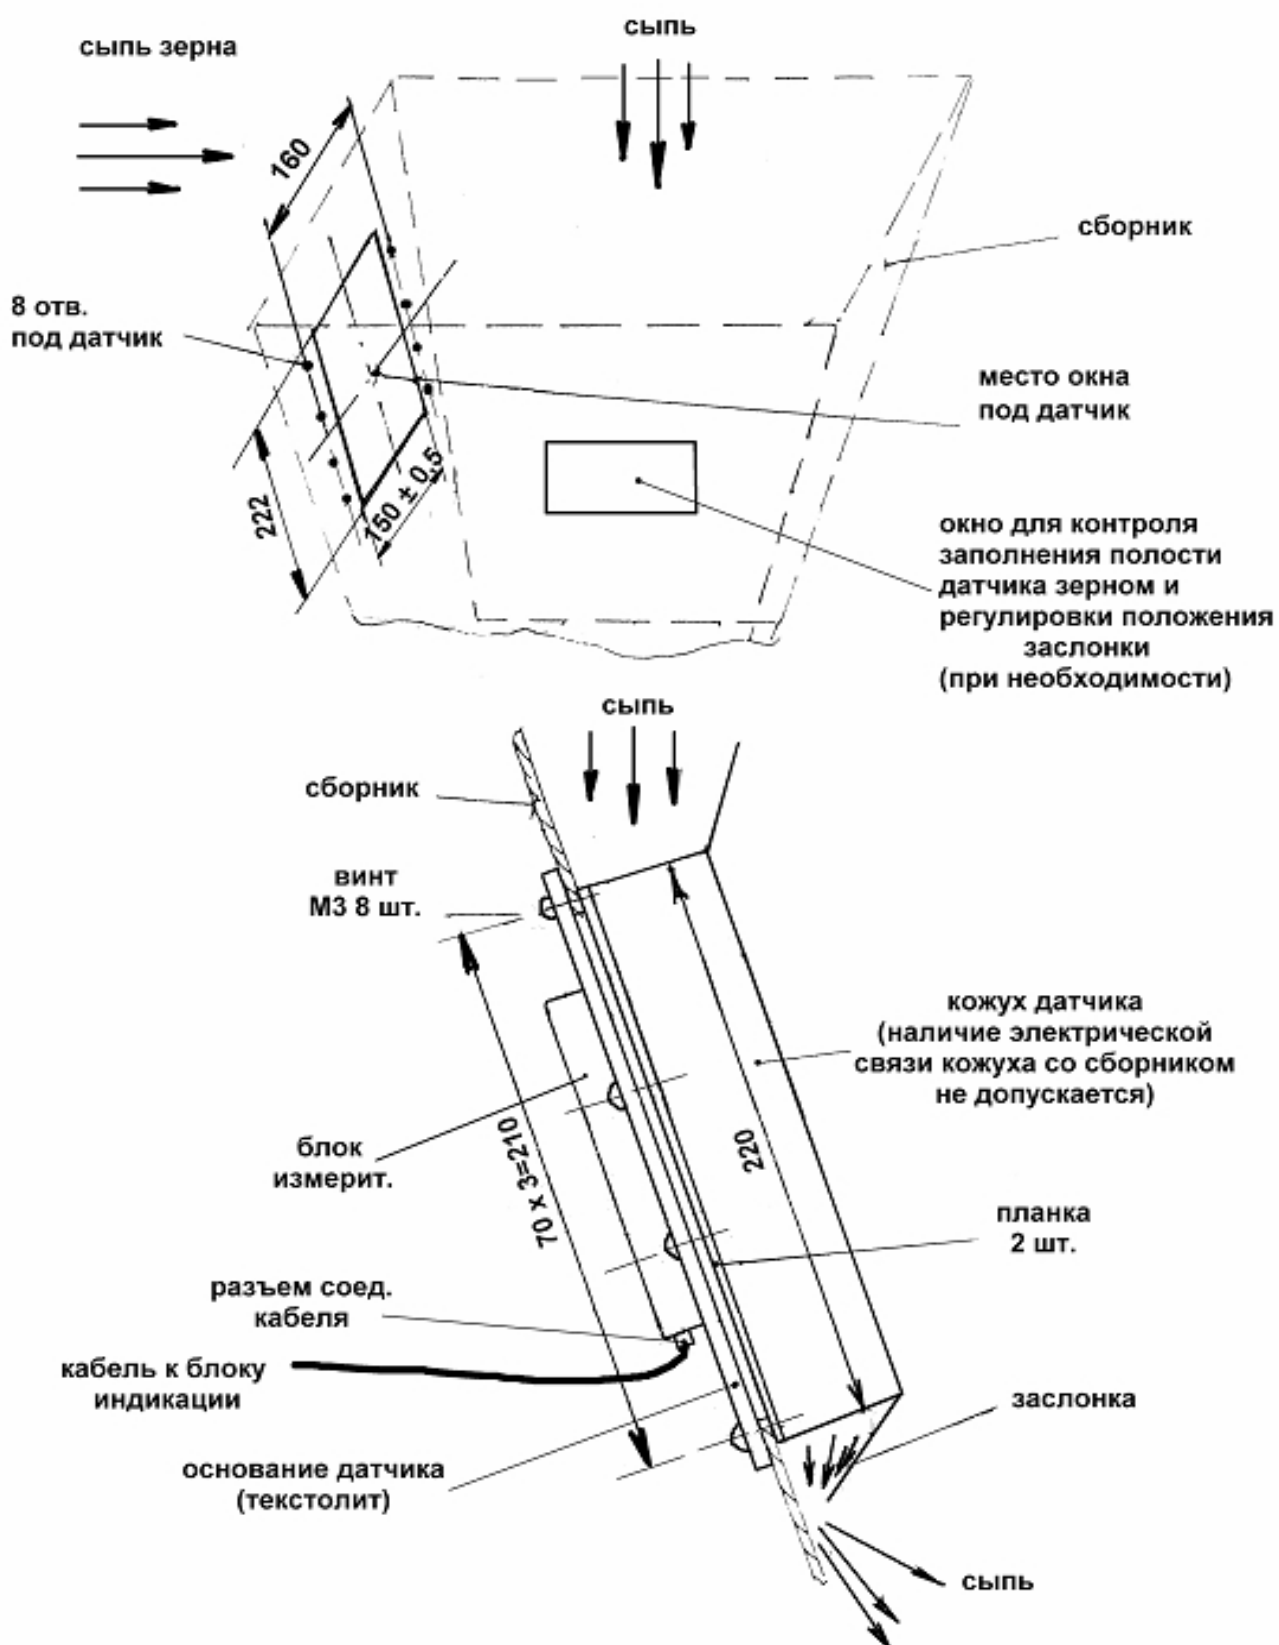 сыпь
сыпь зерна
160
сборник
8 отв.
под датчик
место окна
под датчик
150 ± 0,5
222
окно для контроля
заполнения полости
датчика зерном и
регулировки положения
заслонки
(при необходимости)
сыпь
сборник
винт
М3 8 шт.
кожух датчика
(наличие электрической
связи кожуха со сборником
не допускается)
блок
измерит.
70 х 3=210
220
планка
2 шт.
разъем соед.
кабеля
кабель к блоку
индикации
заслонка
основание датчика
(текстолит)
сыпь